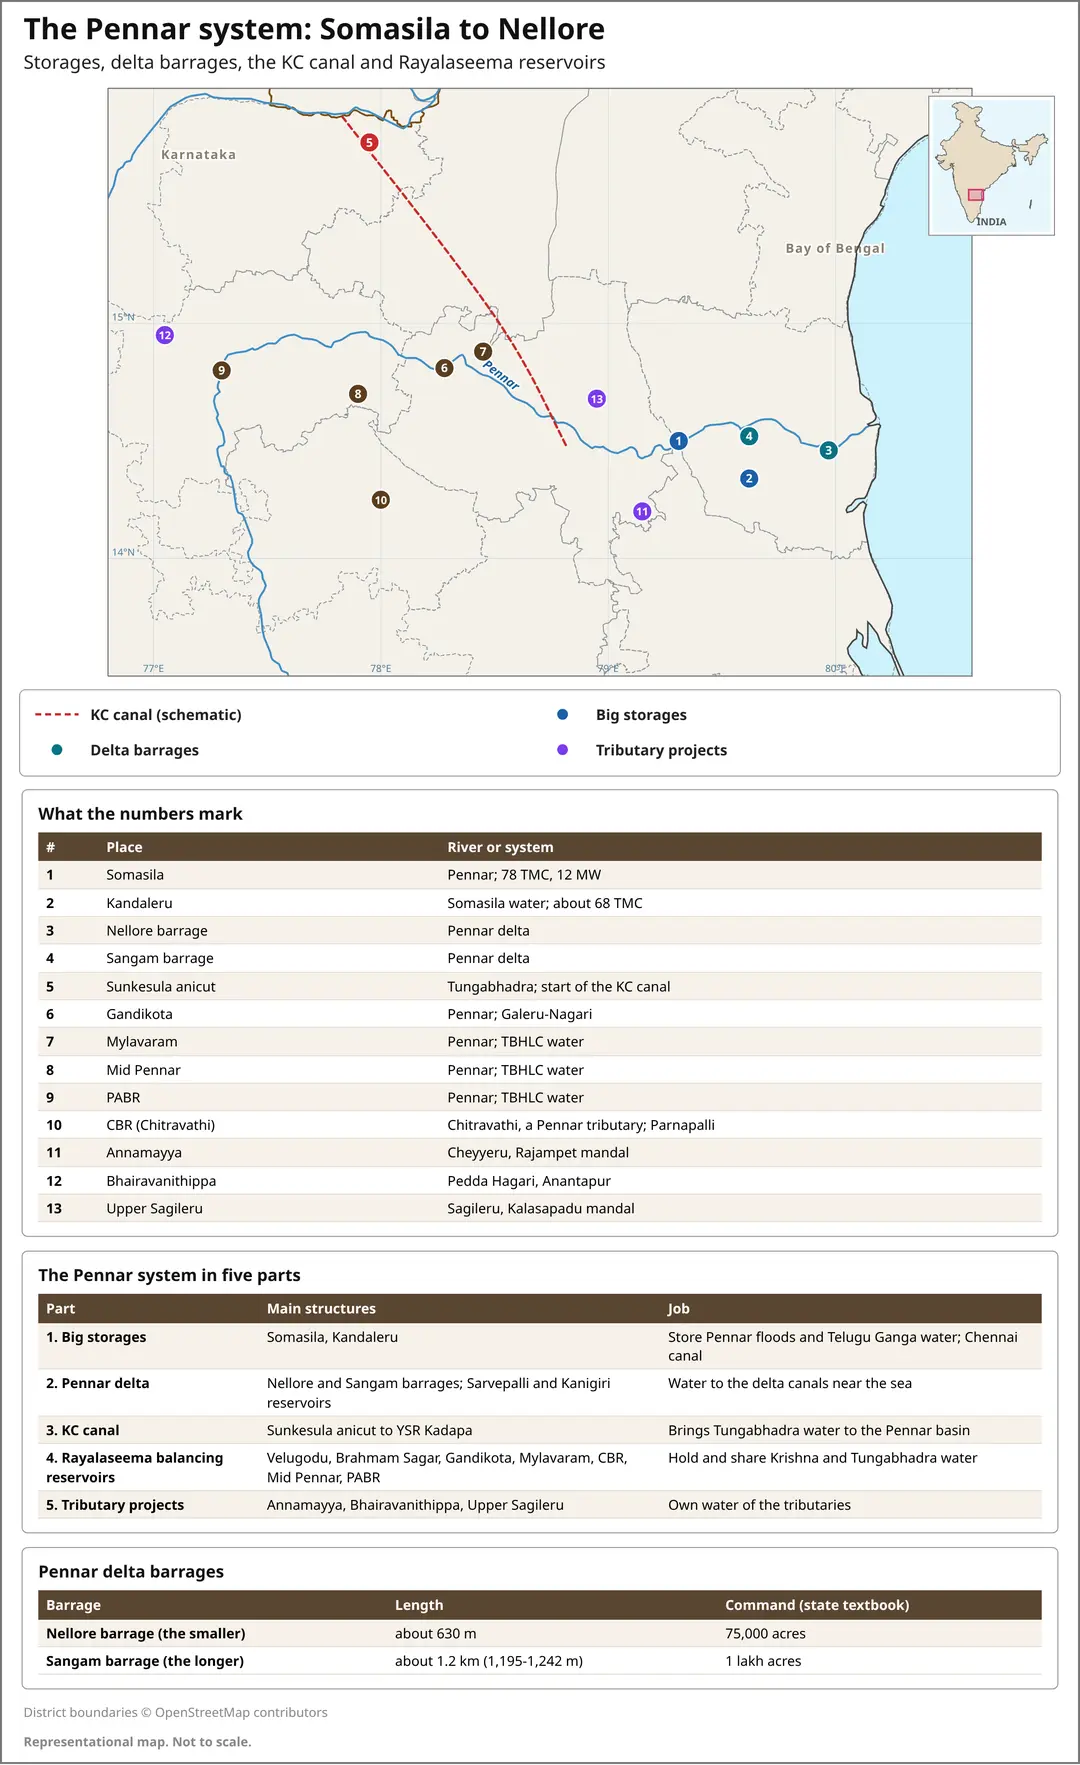 The Pennar system: Somasila to Nellore
Storages, delta barrages, the KC canal and Rayalaseema reservoirs
Karnataka
Bay of Bengal
INDIA
15°N
14°N
77°E
78°E
79°E
80°E
Pennar
5
12
9
8
7
6
13
10
11
1
4
3
2
KC canal (schematic)
Big storages
Delta barrages
Tributary projects
What the numbers mark
# Place River or system
1 Somasila Pennar; 78 TMC, 12 MW
2 Kandaleru Somasila water; about 68 TMC
3 Nellore barrage Pennar delta
4 Sangam barrage Pennar delta
5 Sunkesula anicut Tungabhadra; start of the KC canal
6 Gandikota Pennar; Galeru-Nagari
7 Mylavaram Pennar; TBHLC water
8 Mid Pennar Pennar; TBHLC water
9 PABR Pennar; TBHLC water
10 CBR (Chitravathi) Chitravathi, a Pennar tributary; Parnapalli
11 Annamayya Cheyyeru, Rajampet mandal
12 Bhairavanithippa Pedda Hagari, Anantapur
13 Upper Sagileru Sagileru, Kalasapadu mandal
The Pennar system in five parts
Part Main structures Job
1. Big storages Somasila, Kandaleru Store Pennar floods and Telugu Ganga water; Chennai
canal
2. Pennar delta Nellore and Sangam barrages; Sarvepalli and Kanigiri Water to the delta canals near the sea
reservoirs
3. KC canal Sunkesula anicut to YSR Kadapa Brings Tungabhadra water to the Pennar basin
4. Rayalaseema balancing Velugodu, Brahmam Sagar, Gandikota, Mylavaram, CBR, Hold and share Krishna and Tungabhadra water
reservoirs Mid Pennar, PABR
5. Tributary projects Annamayya, Bhairavanithippa, Upper Sagileru Own water of the tributaries
Pennar delta barrages
Barrage Length Command (state textbook)
Nellore barrage (the smaller) about 630 m 75,000 acres
Sangam barrage (the longer) about 1.2 km (1,195-1,242 m) 1 lakh acres
District boundaries © OpenStreetMap contributors
Representational map. Not to scale.